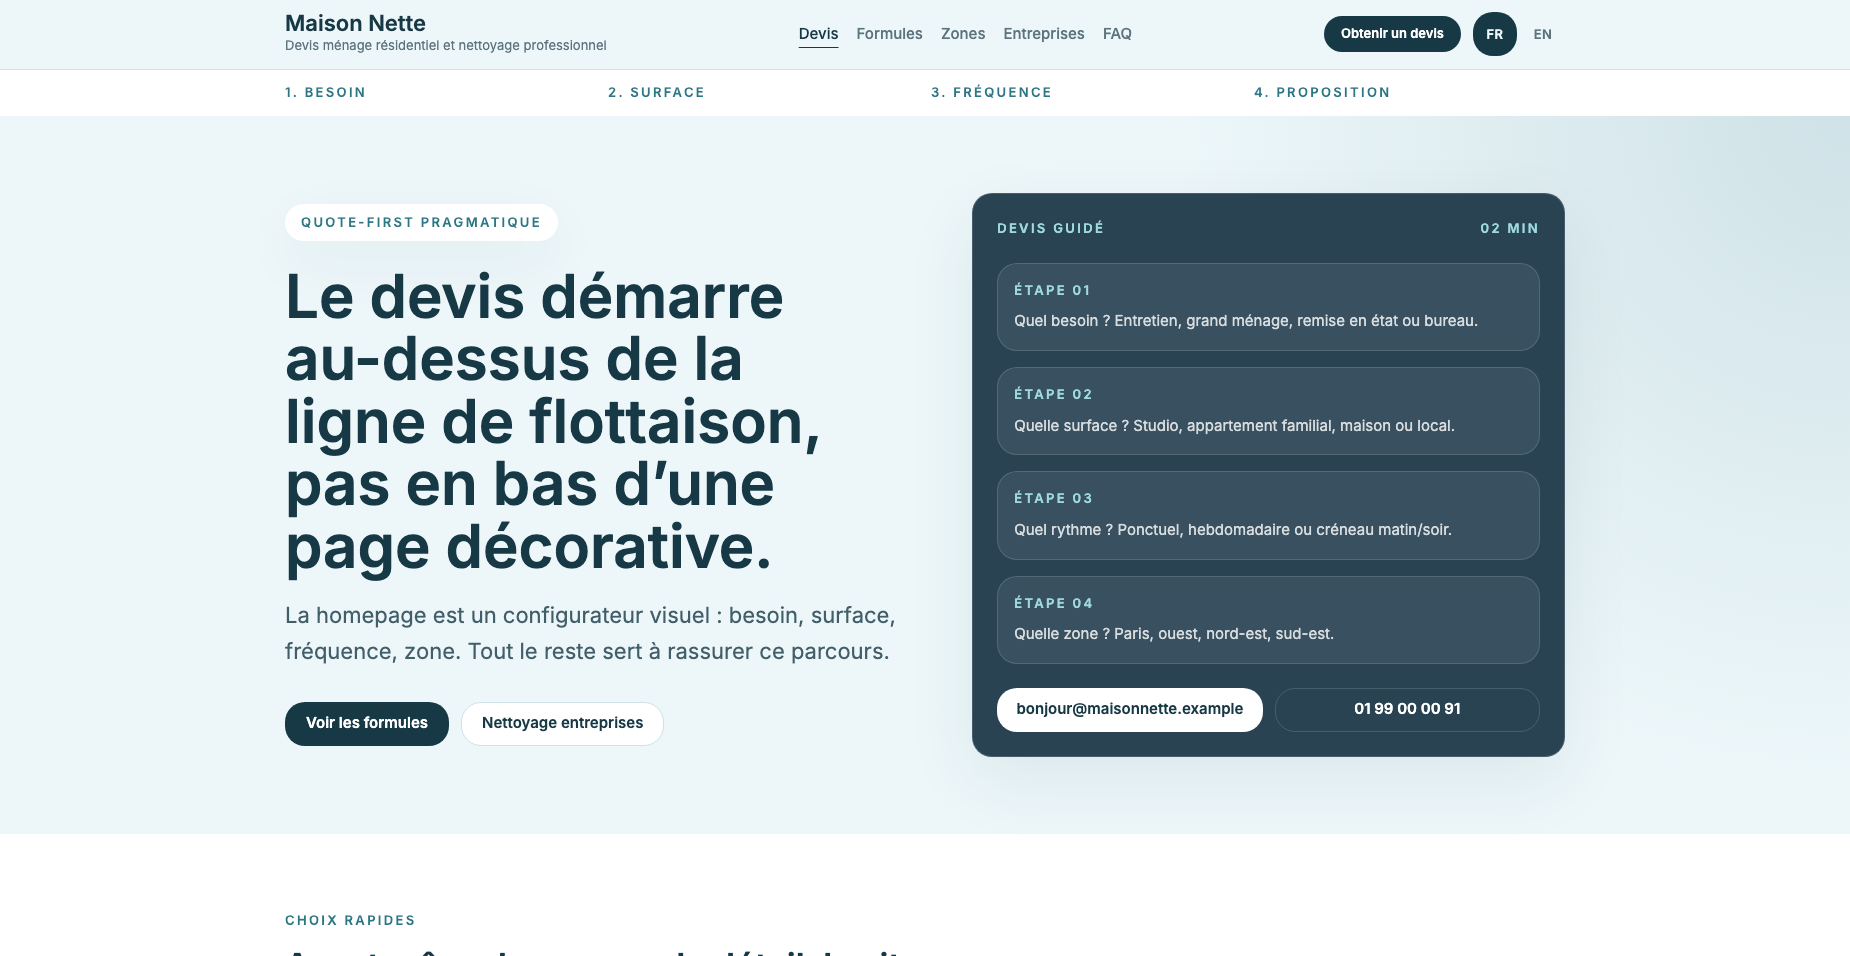 Maison Nette
Devis ménage résidentiel et nettoyage professionnel
Devis
Formules
Zones
Entreprises
FAQ
Obtenir un devis
FR
EN
1. BESOIN
2. SURFACE
3. FRÉQUENCE
4. PROPOSITION
QUOTE-FIRST PRAGMATIQUE
Le devis démarre
au-dessus de la
ligne de flottaison,
pas en bas d’une
page décorative.
La homepage est un configurateur visuel : besoin, surface,
fréquence, zone. Tout le reste sert à rassurer ce parcours.
Voir les formules
Nettoyage entreprises
DEVIS GUIDÉ
02 MIN
ÉTAPE 01
Quel besoin ? Entretien, grand ménage, remise en état ou bureau.
ÉTAPE 02
Quelle surface ? Studio, appartement familial, maison ou local.
ÉTAPE 03
Quel rythme ? Ponctuel, hebdomadaire ou créneau matin/soir.
ÉTAPE 04
Quelle zone ? Paris, ouest, nord-est, sud-est.
bonjour@maisonnette.example
01 99 00 00 91
CHOIX RAPIDES